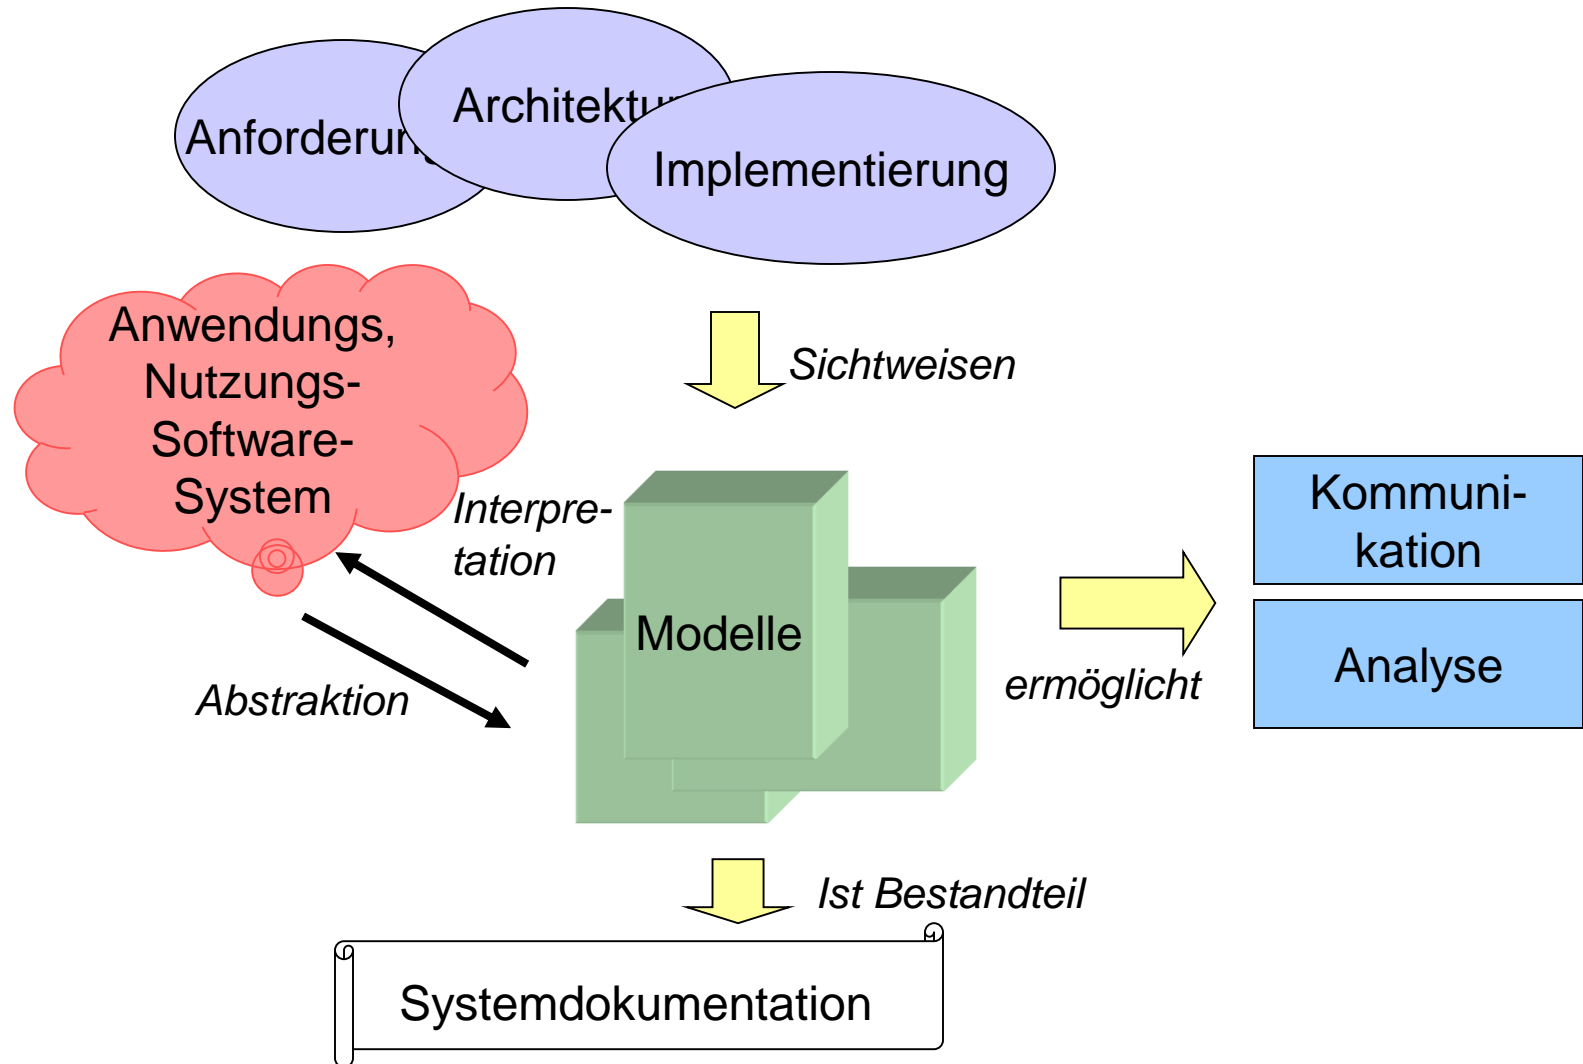 Architektur
Anforderung
Implementierung
Anwendungs,
Nutzungs-
Software-
System
Sichtweisen
Interpre-
tation
Kommuni-
kation
Modelle
Analyse
Abstraktion
ermöglicht
Ist Bestandteil
Systemdokumentation